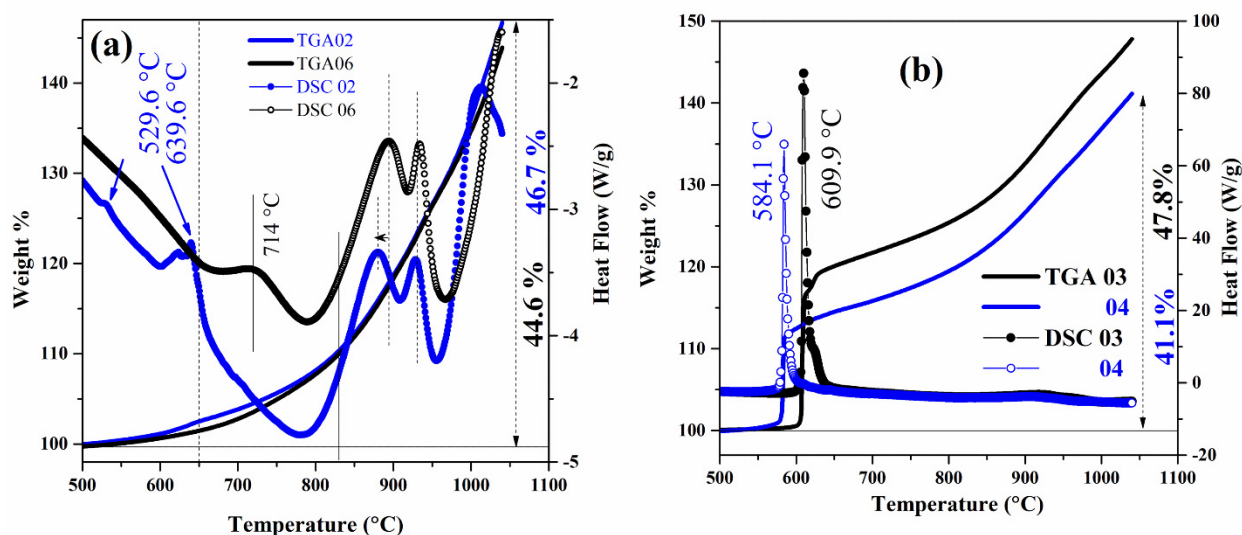 (a)
TGA02
TGA06
DSC 02
DSC 06
529.6 °C
639.6 °C
714 °C
46.7 %
44.6 %
Weight %
150
140
130
120
110
100
-2
-3
-4
-5
Heat Flow (W/g)
500 600 700 800 900 1000 1100
Temperature (°C)
(b)
584.1 °C
609.9 °C
TGA 03
04
DSC 03
04
47.8%
41.1%
Weight %
150
140
130
120
110
100
100
80
60
40
20
0
-20
Heat Flow (W/g)
500 600 700 800 900 1000 1100
Temperature (°C)